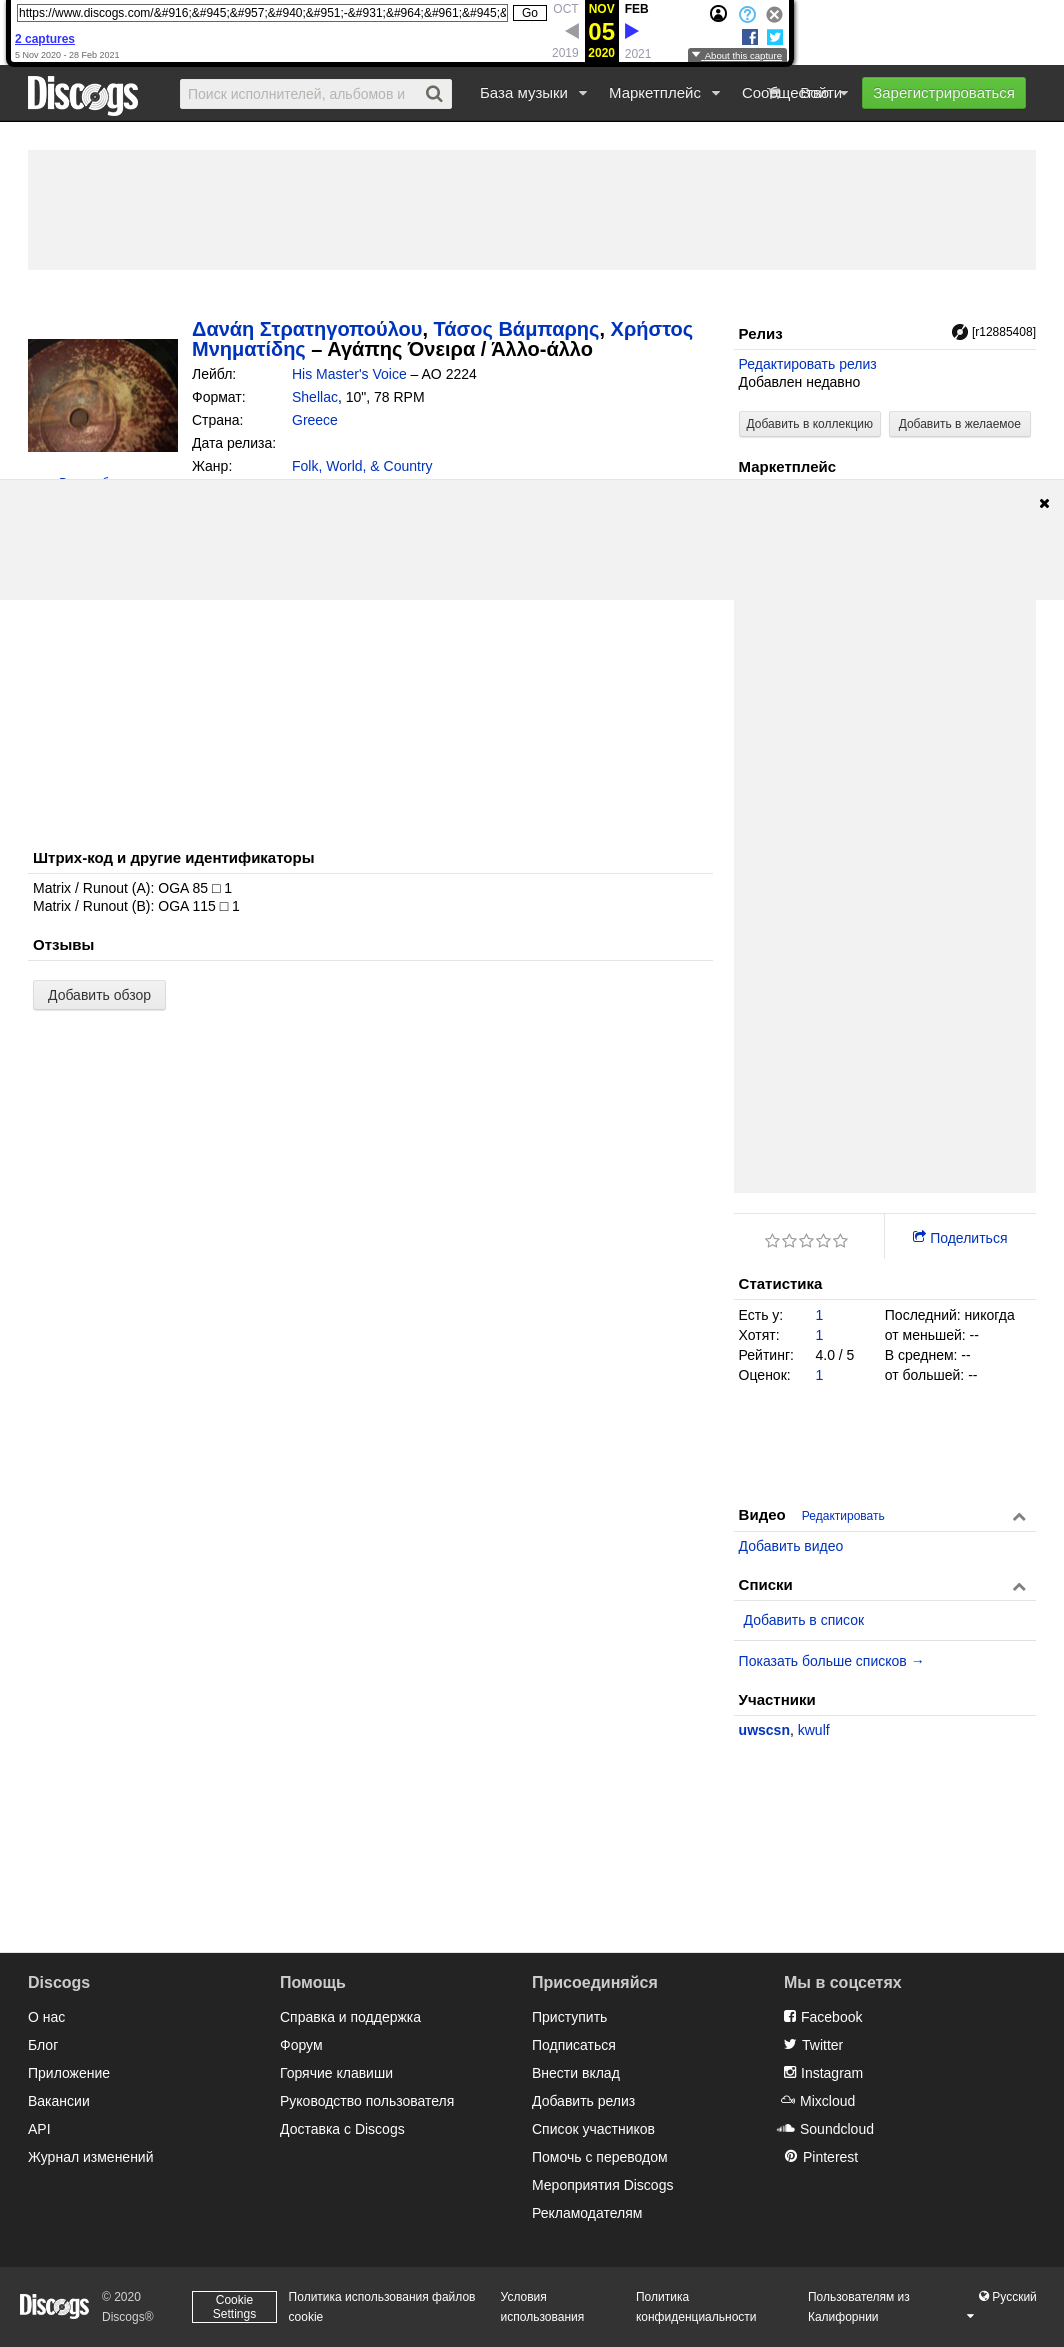 https://www.discogs.com/&#916;&#945;&#957;&#940;&#951;-&#931;&#964;&#961;&#945;& Go OCT NOV FEB
05
2 captures
5 Nov 2020 - 28 Feb 2021
2019 2020 2021
About this capture
Discogs Поиск исполнителей, альбомов и База музыки Маркетплейс Сообщество Войти Зарегистрироваться
Δανάη Στρατηγοπούλου, Τάσος Βάμπαρης, Χρήστος
Μνηματίδης – Αγάπης Όνειρα / Άλλο-άλλο
Лейбл: His Master's Voice – AO 2224
Формат: Shellac, 10", 78 RPM
Страна: Greece
Дата релиза:
Жанр: Folk, World, & Country
Релиз [r12885408]
Редактировать релиз
Добавлен недавно
Добавить в коллекцию Добавить в желаемое
Маркетплейс
Штрих-код и другие идентификаторы
Matrix / Runout (A): OGA 85 □ 1
Matrix / Runout (B): OGA 115 □ 1
Отзывы
Добавить обзор
Поделиться
Статистика
Есть у: 1 Последний: никогда
Хотят: 1 от меньшей: --
Рейтинг: 4.0 / 5 В среднем: --
Оценок: 1 от большей: --
Видео Редактировать
Добавить видео
Списки
Добавить в список
Показать больше списков →
Участники
uwscsn, kwulf
Discogs Помощь Присоединяйся Мы в соцсетях
О нас Справка и поддержка Приступить Facebook
Блог Форум Подписаться Twitter
Приложение Горячие клавиши Внести вклад Instagram
Вакансии Руководство пользователя Добавить релиз Mixcloud
API Доставка с Discogs Список участников Soundcloud
Журнал изменений Помочь с переводом Pinterest
Мероприятия Discogs
Рекламодателям
Discogs © 2020 Cookie Политика использования файлов Условия Политика Пользователям из Русский
Discogs® Settings cookie использования конфиденциальности Калифорнии